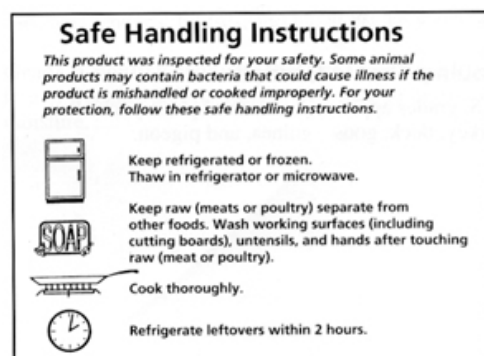 Safe Handling Instructions
This product was inspected for your safety. Some animal
products may contain bacteria that could cause illness if the
product is mishandled or cooked improperly. For your
protection, follow these safe handling instructions.
Keep refrigerated or frozen.
Thaw in refrigerator or microwave.
Keep raw (meats or poultry) separate from
other foods. Wash working surfaces (including
cutting boards), untensils, and hands after touching
raw (meat or poultry).
SOAP
Cook thoroughly.
Refrigerate leftovers within 2 hours.